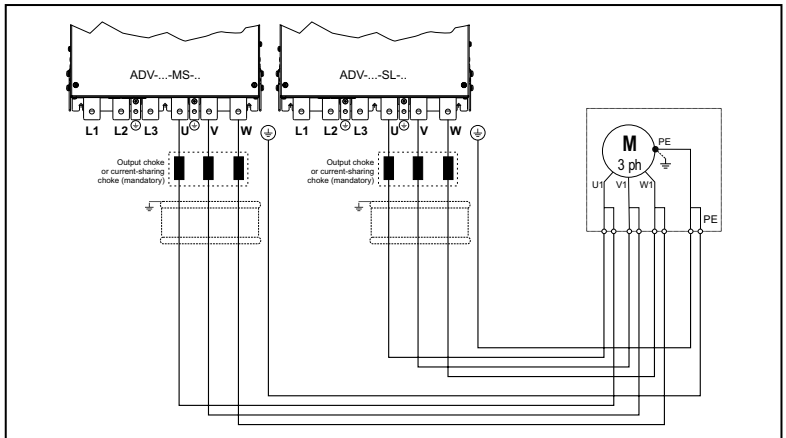 ADV-...-MS-..
ADV-...-SL-..
L1 L2 L3 U V W
L1 L2 L3 U V W
Output choke
or current-sharing
choke (mandatory)
Output choke
or current-sharing
choke (mandatory)
M
3 ph
PE
U1 V1 W1
PE